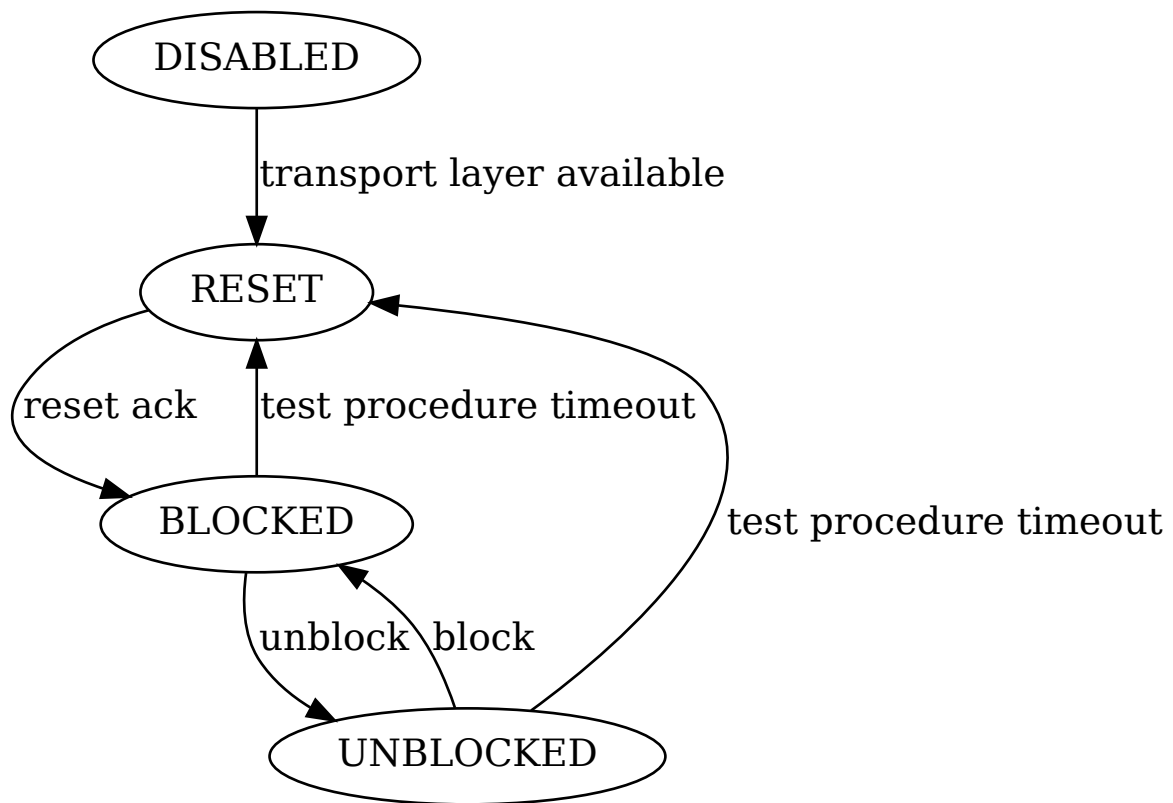 DISABLED
transport layer available
RESET
reset ack
test procedure timeout
BLOCKED
test procedure timeout
unblock
block
UNBLOCKED